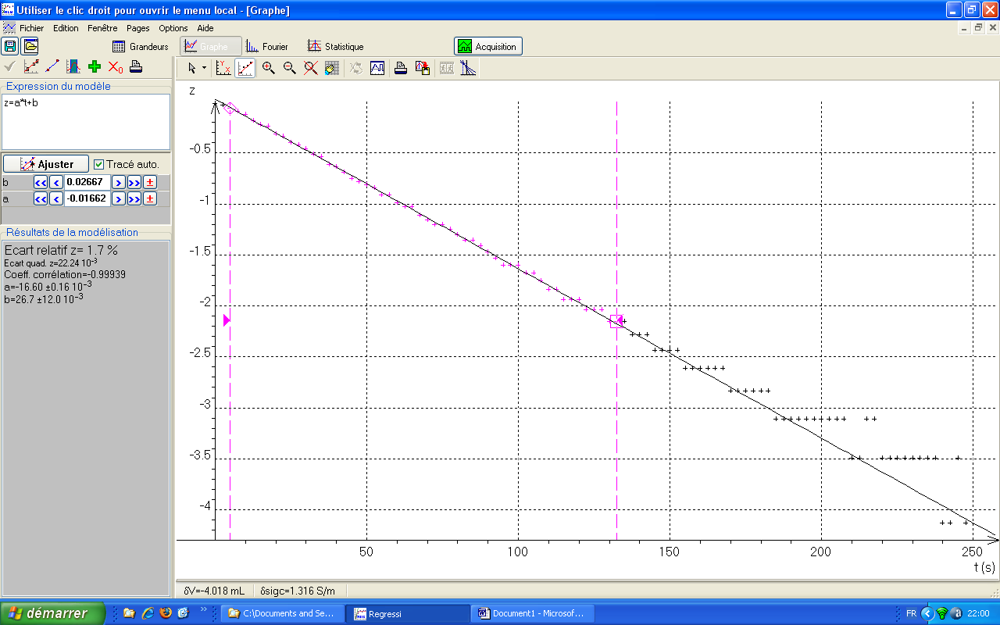 Utiliser le clic droit pour ouvrir le menu local - [Graphe]
Fichier Edition Fenêtre Pages Options Aide
Grandeurs Graphe Fourier Statistique Acquisition
Expression du modèle
z=a*t+b
Ajuster Tracé auto.
b << < 0.02667 > >> ±
a << < -0.01662 > >> ±
Résultats de la modélisation
Ecart relatif z= 1.7 %
Ecart quad. z=22.24 10-3
Coeff. corrélation=-0.99939
a=-16.60 ±0.16 10-3
b=26.7 ±12.0 10-3
z
-0.5
-1
-1.5
-2
-2.5
-3
-3.5
-4
50 100 150 200 250
t (s)
δV=-4.018 mL δsigc=1.316 S/m
démarrer C:\Documents and Se... Regressi Document1 - Microsof... FR 22:00